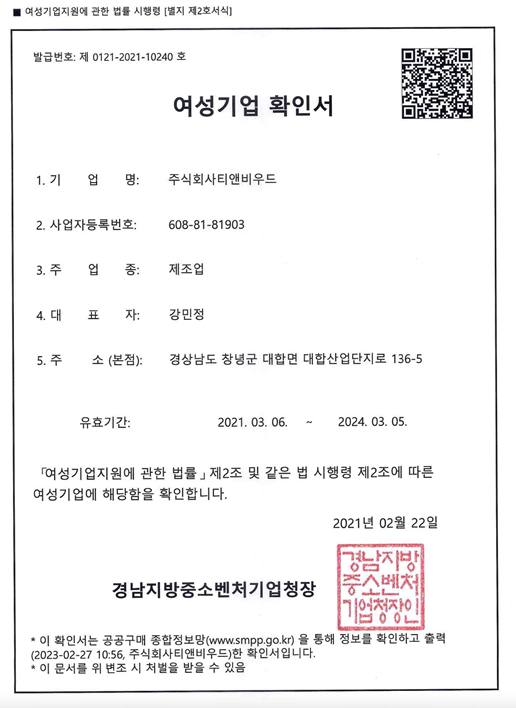 ■ 여성기업지원에 관한 법률 시행령 [별지 제2호서식]
발급번호: 제 0121-2021-10240 호
여성기업 확인서
1. 기 업 명: 주식회사티앤비우드
2. 사업자등록번호: 608-81-81903
3. 주 업 종: 제조업
4. 대 표 자: 강민정
5. 주 소 (본점): 경상남도 창녕군 대합면 대합산업단지로 136-5
유효기간: 2021. 03. 06. ~ 2024. 03. 05.
「여성기업지원에 관한 법률」제2조 및 같은 법 시행령 제2조에 따른
여성기업에 해당함을 확인합니다.
2021년 02월 22일
경남지방중소벤처기업청장
경남지방
중소벤처
기업청장인
* 이 확인서는 공공구매 종합정보망(www.smpp.go.kr) 을 통해 정보를 확인하고 출력
(2023-02-27 10:56, 주식회사티앤비우드)한 확인서입니다.
* 이 문서를 위 변조 시 처벌을 받을 수 있음